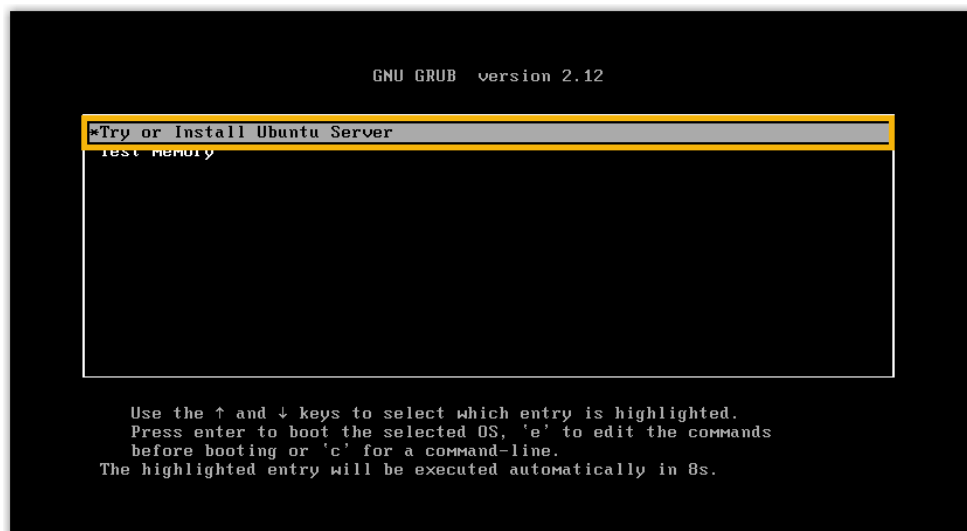 GNU GRUB  version 2.12
*Try or Install Ubuntu Server
Test memory
Use the ↑ and ↓ keys to select which entry is highlighted.
Press enter to boot the selected OS, `e' to edit the commands
before booting or `c' for a command-line.
The highlighted entry will be executed automatically in 8s.